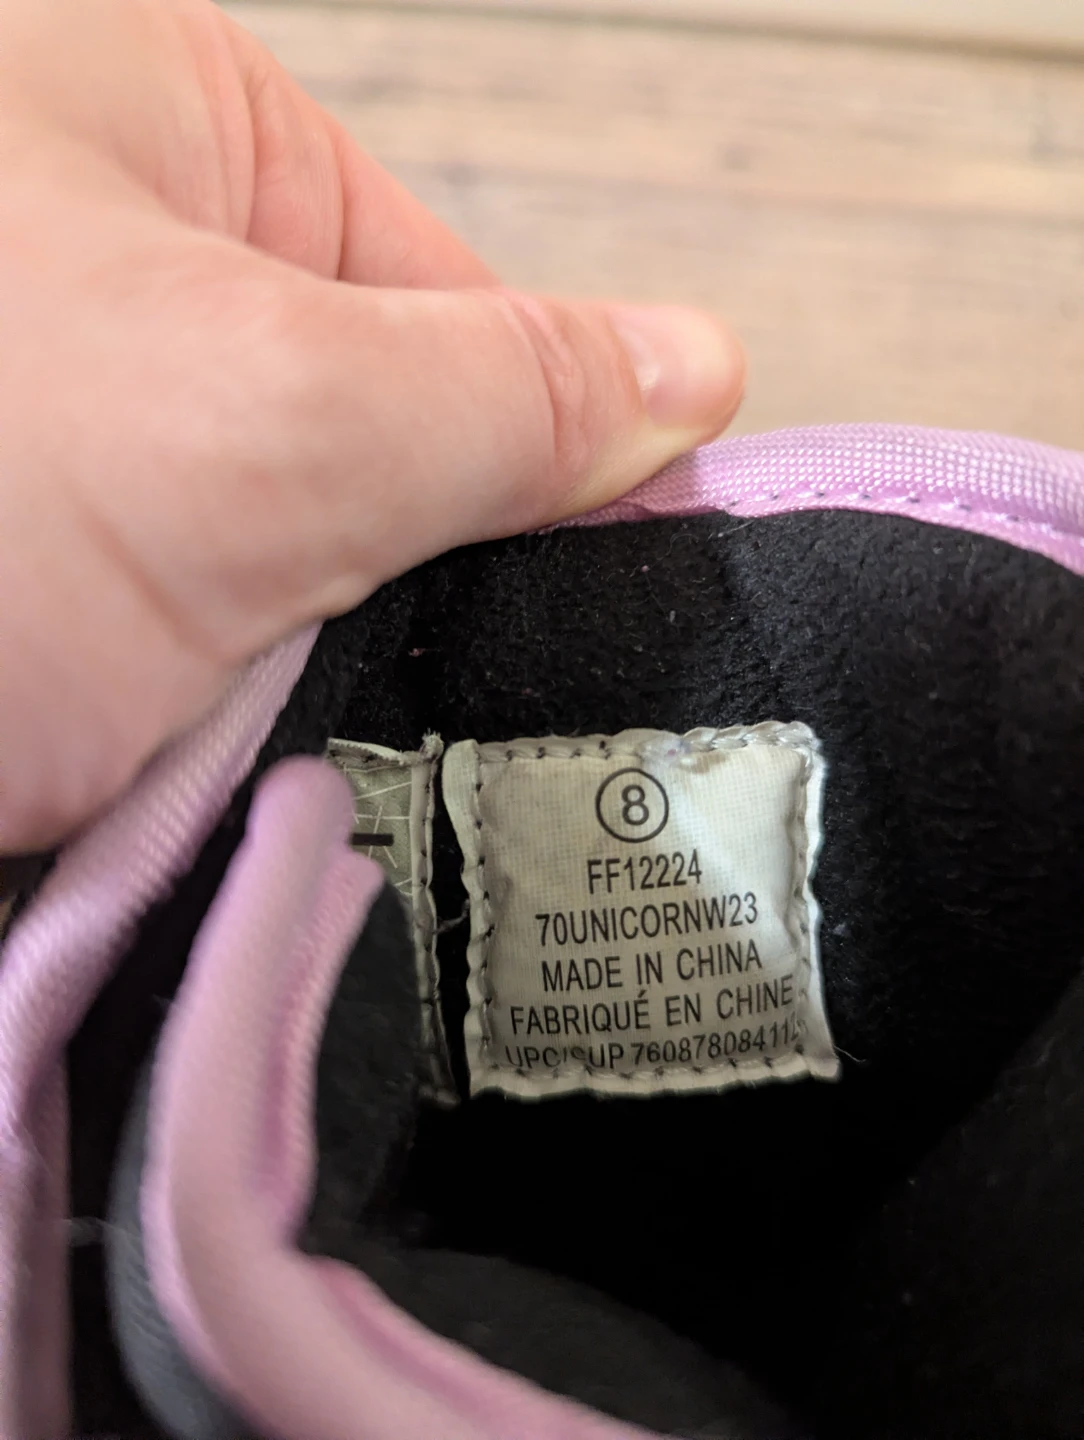 8
FF12224
70UNICORNW23
MADE IN CHINA
FABRIQUÉ EN CHINE